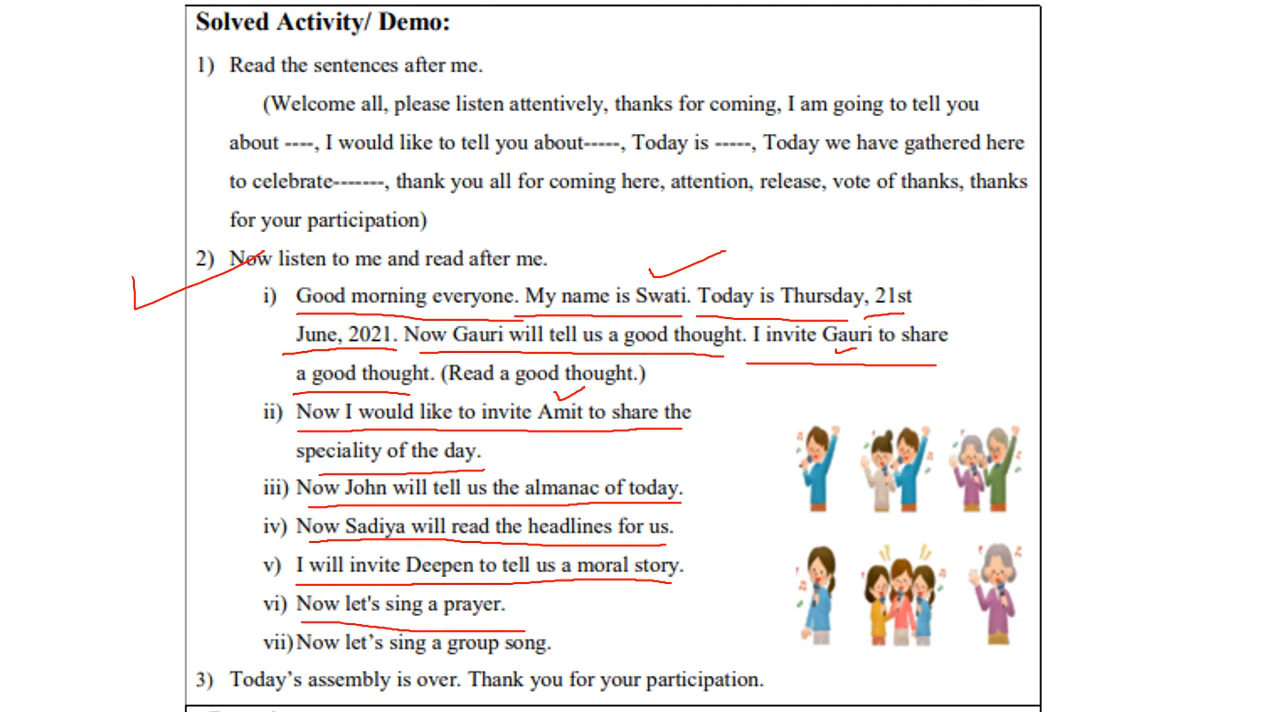 Solved Activity/ Demo:
1) Read the sentences after me.
(Welcome all, please listen attentively, thanks for coming, I am going to tell you
about ----, I would like to tell you about-----, Today is -----, Today we have gathered here
to celebrate-------, thank you all for coming here, attention, release, vote of thanks, thanks
for your participation)
2) Now listen to me and read after me.
i) Good morning everyone. My name is Swati. Today is Thursday, 21st
June, 2021. Now Gauri will tell us a good thought. I invite Gauri to share
a good thought. (Read a good thought.)
ii) Now I would like to invite Amit to share the
speciality of the day.
iii) Now John will tell us the almanac of today.
iv) Now Sadiya will read the headlines for us.
v) I will invite Deepen to tell us a moral story.
vi) Now let's sing a prayer.
vii) Now let’s sing a group song.
3) Today’s assembly is over. Thank you for your participation.